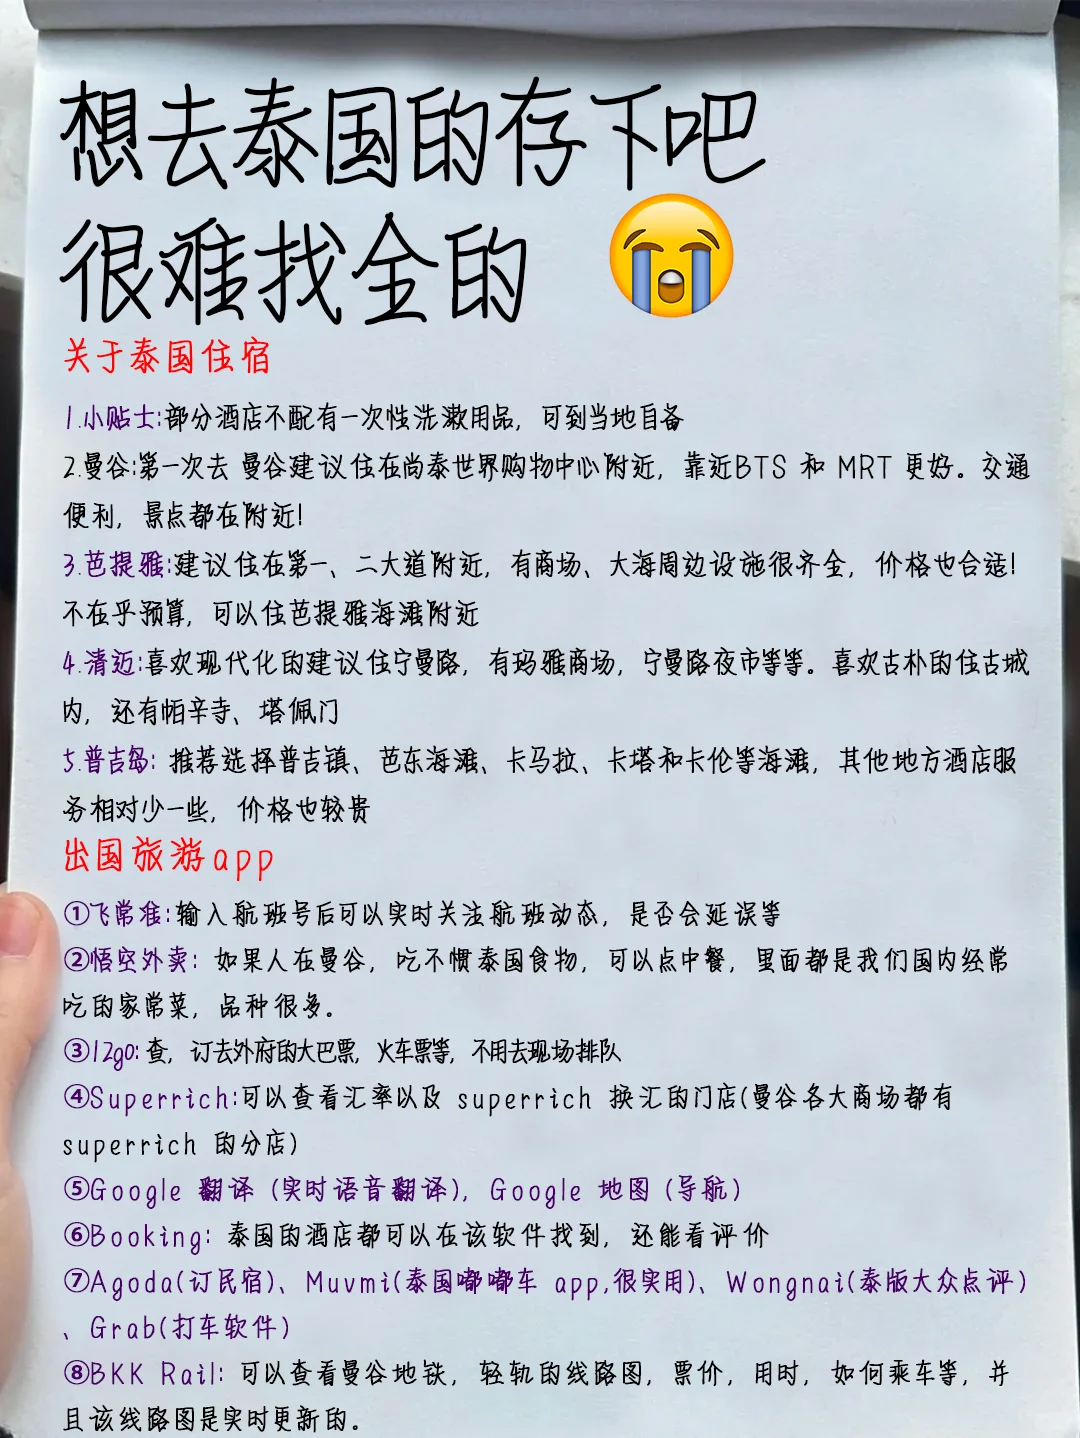 想去泰国的存下吧
很难找全的
关于泰国住宿
1.小贴士:部分酒店不配有一次性洗漱用品，可到当地自备
2.曼谷:第一次去 曼谷建议住在尚泰世界购物中心附近，靠近BTS 和 MRT 更好。交通
便利，景点都在附近!
3.芭提雅:建议住在第一、二大道附近，有商场、大海周边设施很齐全，价格也合适!
不在乎预算，可以住芭提雅海滩附近
4.清迈:喜欢现代化的建议住宁曼路，有玛雅商场，宁曼路夜市等等。喜欢古朴的住古城
内，还有帕辛寺、塔佩门
5.普吉岛: 推荐选择普吉镇、芭东海滩、卡马拉、卡塔和卡伦等海滩，其他地方酒店服
务相对少一些，价格也较贵
出国旅游app
①飞常准:输入航班号后可以实时关注航班动态，是否会延误等
②悟空外卖: 如果人在曼谷，吃不惯泰国食物，可以点中餐，里面都是我们国内经常
吃的家常菜，品种很多。
③12go:查，订去外府的大巴票，火车票等，不用去现场排队
④Superrich:可以查看汇率以及 superrich 换汇的门店(曼谷各大商场都有
superrich 的分店)
⑤Google 翻译 (实时语音翻译)，Google 地图 (导航)
⑥Booking: 泰国的酒店都可以在该软件找到，还能看评价
⑦Agoda(订民宿)、Muvmi(泰国嘟嘟车 app,很实用)、Wongnai(泰版大众点评)
、Grab(打车软件)
⑧BKK Rail: 可以查看曼谷地铁，轻轨的线路图，票价，用时，如何乘车等，并
且该线路图是实时更新的。